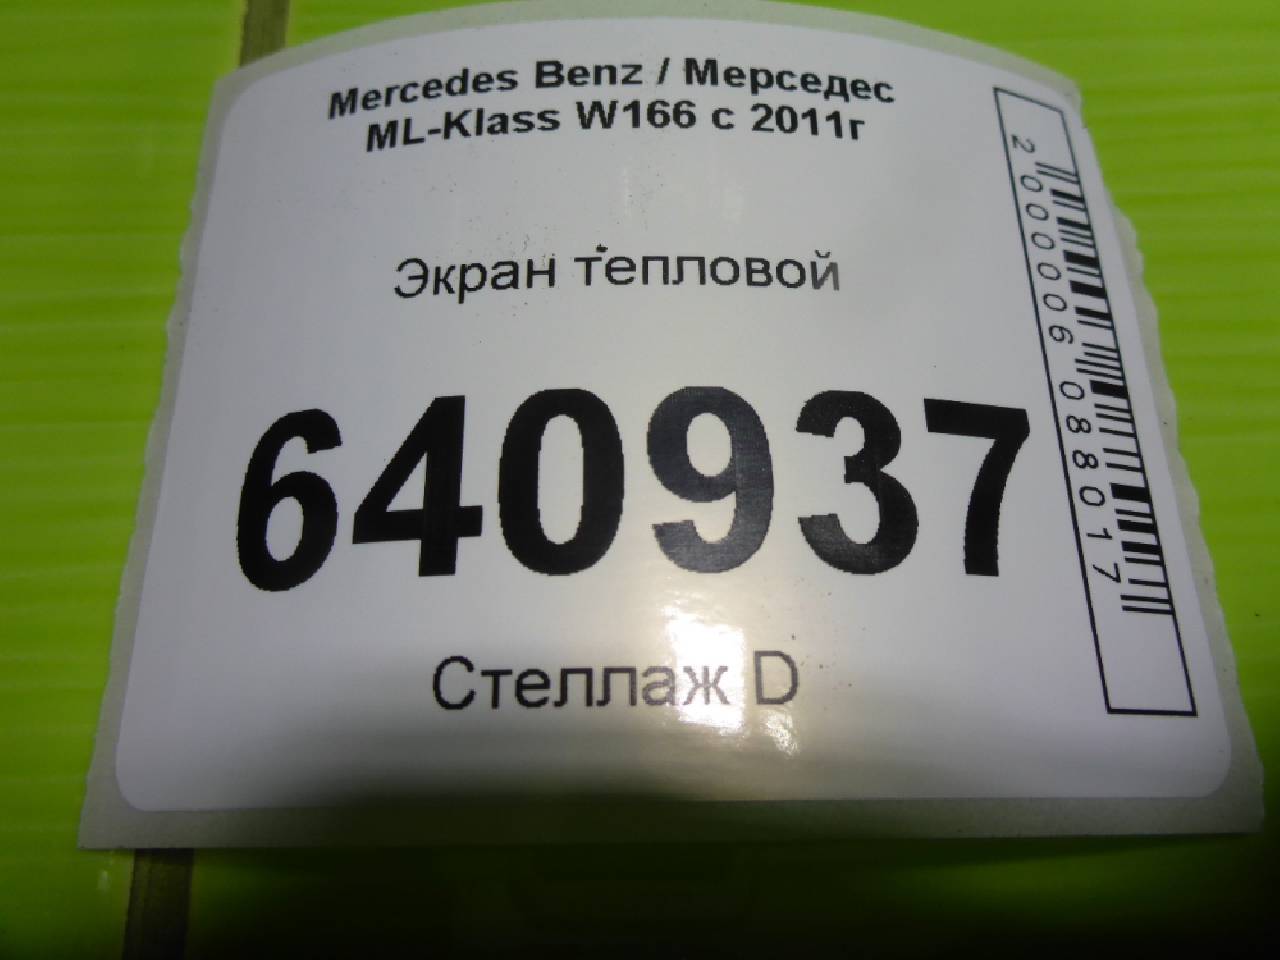 Mercedes Benz / Мерседес
ML-Klass W166 с 2011г
Экран тепловой
640937
Стеллаж D
2000006088017